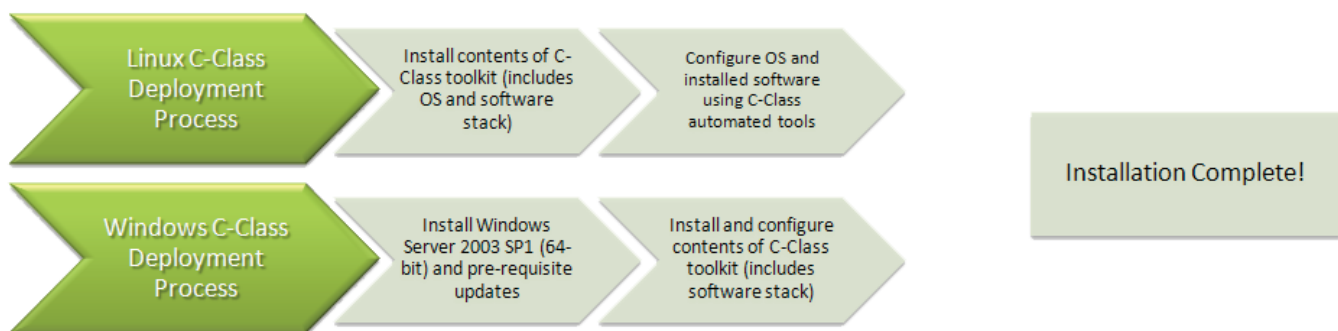 Linux C-Class
Deployment
Process
Install contents of C-
Class toolkit (includes
OS and software
stack)
Configure OS and
installed software
using C-Class
automated tools
Windows C-Class
Deployment
Process
Install Windows
Server 2003 SP1 (64-
bit) and pre-requisite
updates
Install and configure
contents of C-Class
toolkit (includes
software stack)
Installation Complete!